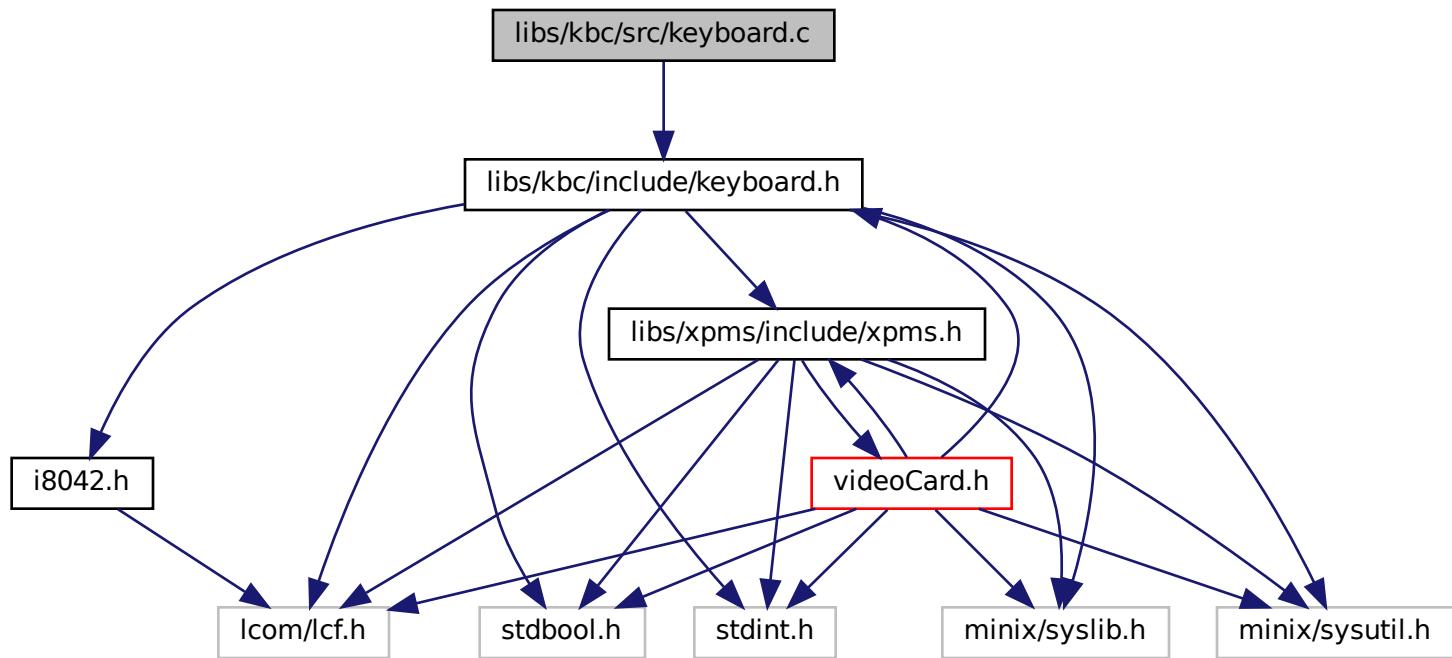 libs/kbc/src/keyboard.c
libs/kbc/include/keyboard.h
libs/xpms/include/xpms.h
i8042.h
videoCard.h
lcom/lcf.h
stdbool.h
stdint.h
minix/syslib.h
minix/sysutil.h